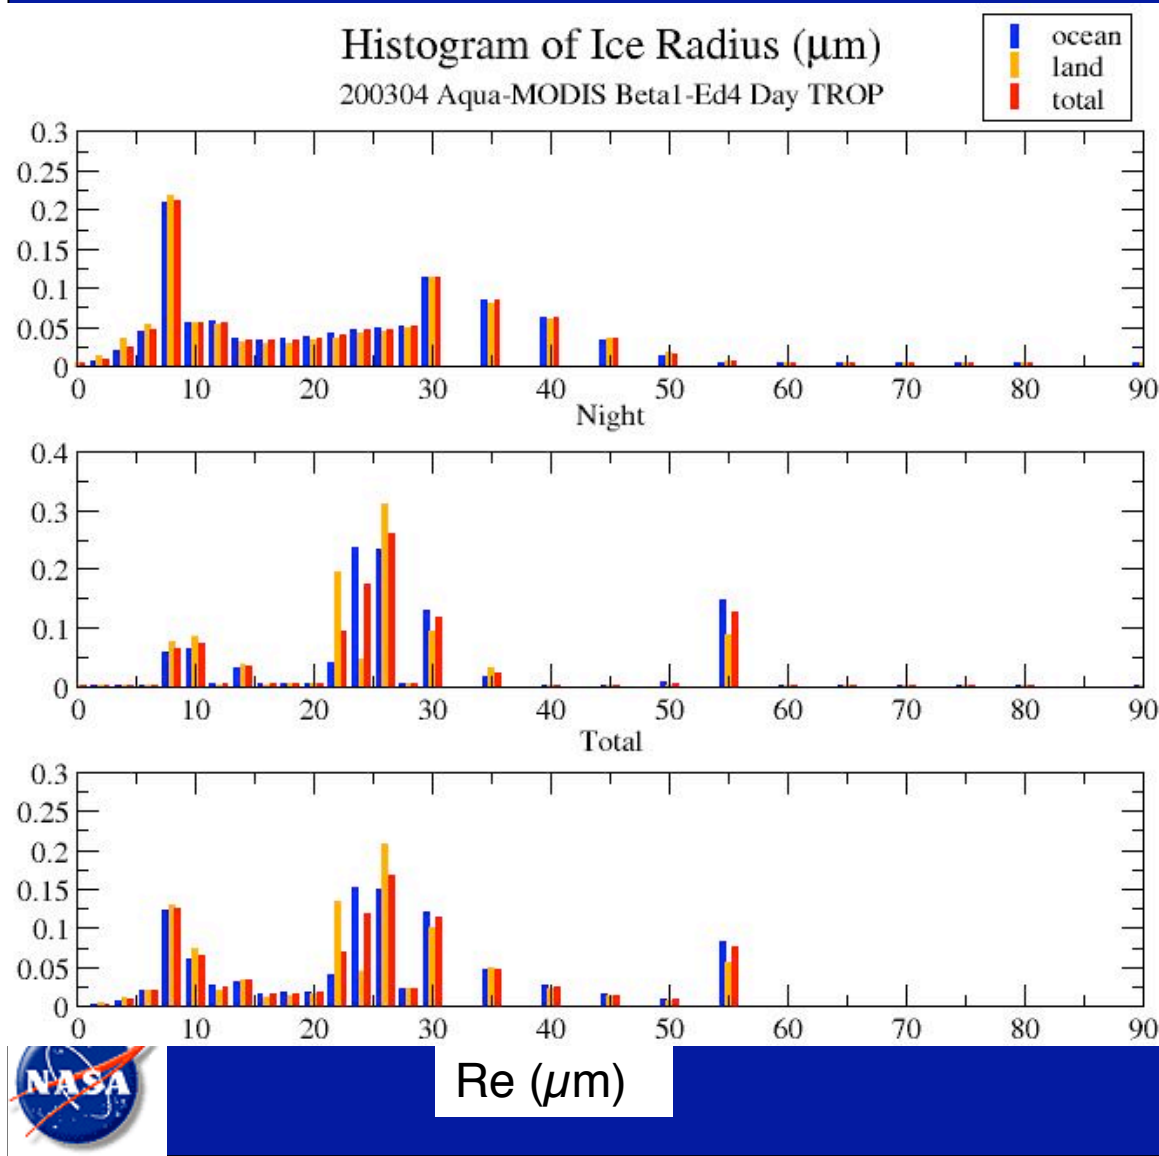 Histogram of Ice Radius (μm)
200304 Aqua-MODIS Beta1-Ed4 Day TROP
ocean
land
total
0.3
0.25
0.2
0.15
0.1
0.05
0
0 10 20 30 40 50 60 70 80 90
Night
0.4
0.3
0.2
0.1
0
0 10 20 30 40 50 60 70 80 90
Total
0.3
0.25
0.2
0.15
0.1
0.05
0
0 10 20 30 40 50 60 70 80 90
NASA
Re (μm)